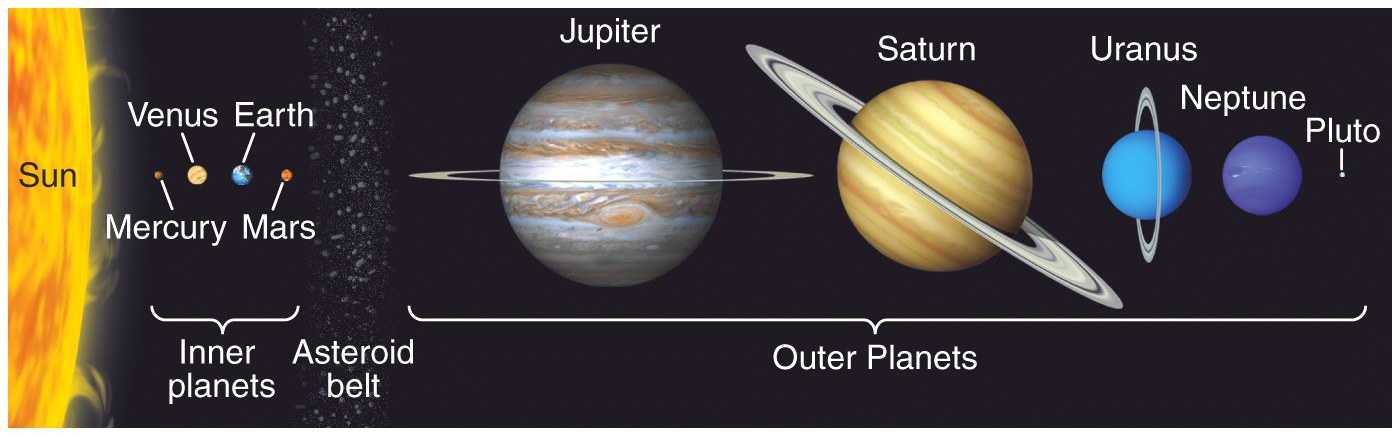 Sun
Venus
Earth
Mercury
Mars
Jupiter
Saturn
Uranus
Neptune
Pluto
Inner
planets
Asteroid
belt
Outer Planets